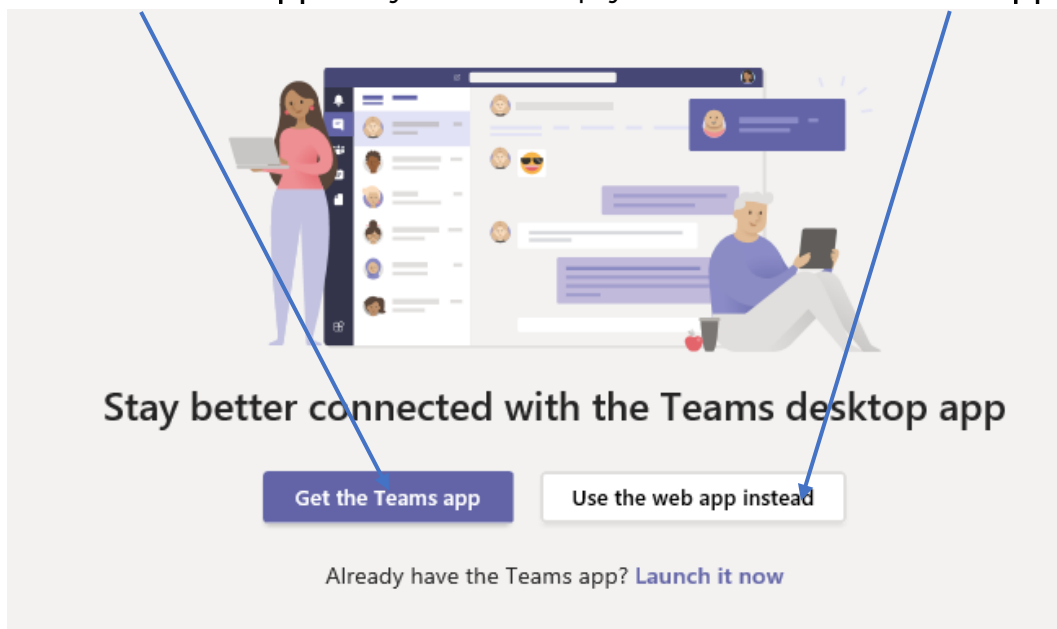 Stay better connected with the Teams desktop app
Get the Teams app
Use the web app instead
Already have the Teams app? Launch it now